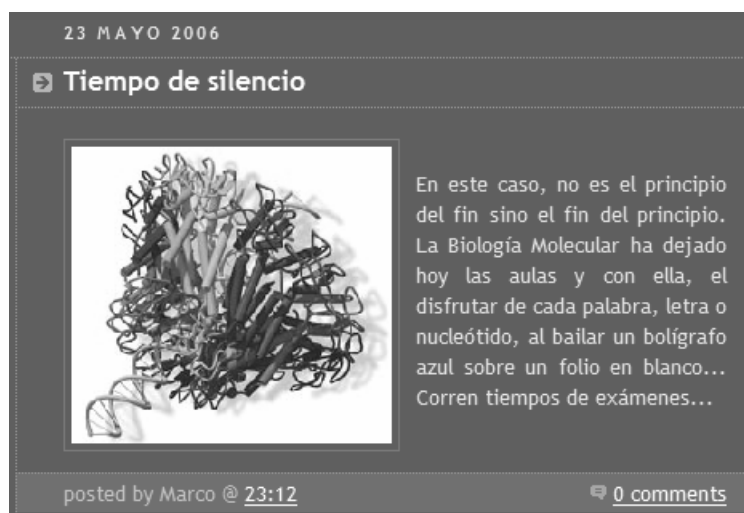 23 MAYO 2006
Tiempo de silencio
En este caso, no es el principio
del fin sino el fin del principio.
La Biología Molecular ha dejado
hoy las aulas y con ella, el
disfrutar de cada palabra, letra o
nucleótido, al bailar un bolígrafo
azul sobre un folio en blanco...
Corren tiempos de exámenes...
posted by Marco @ 23:12
0 comments